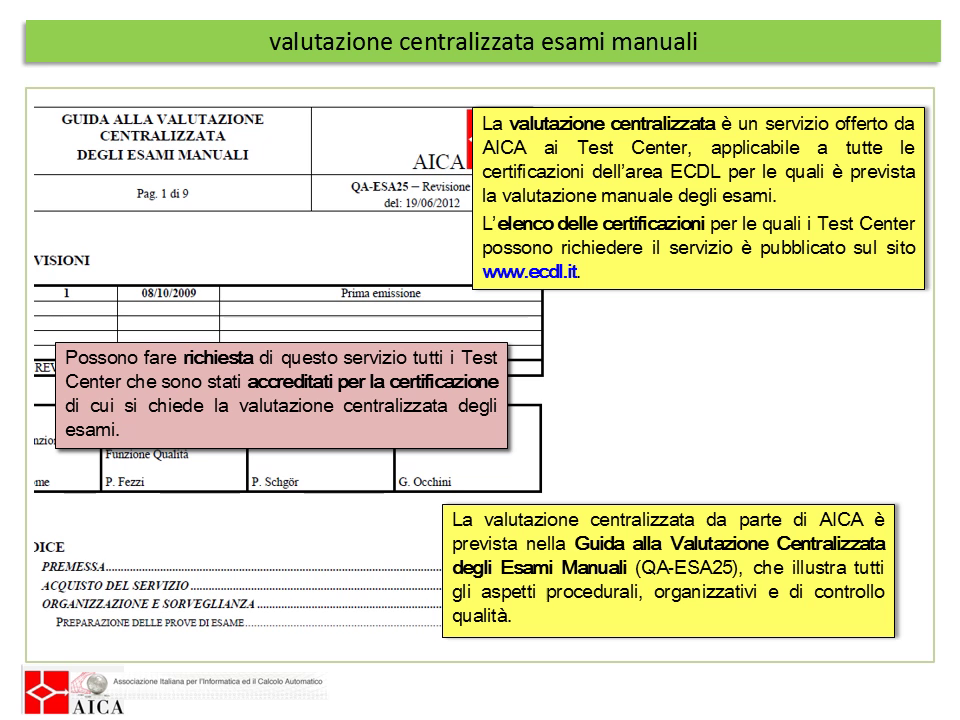 valutazione centralizzata esami manuali
GUIDA ALLA VALUTAZIONE
CENTRALIZZATA
DEGLI ESAMI MANUALI
AICA
Pag. 1 di 9
QA-ESA25 – Revisione
del: 19/06/2012
La valutazione centralizzata è un servizio offerto da
AICA ai Test Center, applicabile a tutte le
certificazioni dell'area ECDL per le quali è prevista
la valutazione manuale degli esami.
L'elenco delle certificazioni per le quali i Test Center
possono richiedere il servizio è pubblicato sul sito
www.ecdl.it.
VISIONI
1 08/10/2009 Prima emissione
REV
Possono fare richiesta di questo servizio tutti i Test
Center che sono stati accreditati per la certificazione
di cui si chiede la valutazione centralizzata degli
esami.
nzion
Funzione Qualità
me P. Fezzi P. Schgör G. Occhini
La valutazione centralizzata da parte di AICA è
prevista nella Guida alla Valutazione Centralizzata
degli Esami Manuali (QA-ESA25), che illustra tutti
gli aspetti procedurali, organizzativi e di controllo
qualità.
DICE
PREMESSA
ACQUISTO DEL SERVIZIO
ORGANIZZAZIONE E SORVEGLIANZA
PREPARAZIONE DELLE PROVE DI ESAME
Associazione Italiana per l'Informatica ed il Calcolo Automatico
AICA